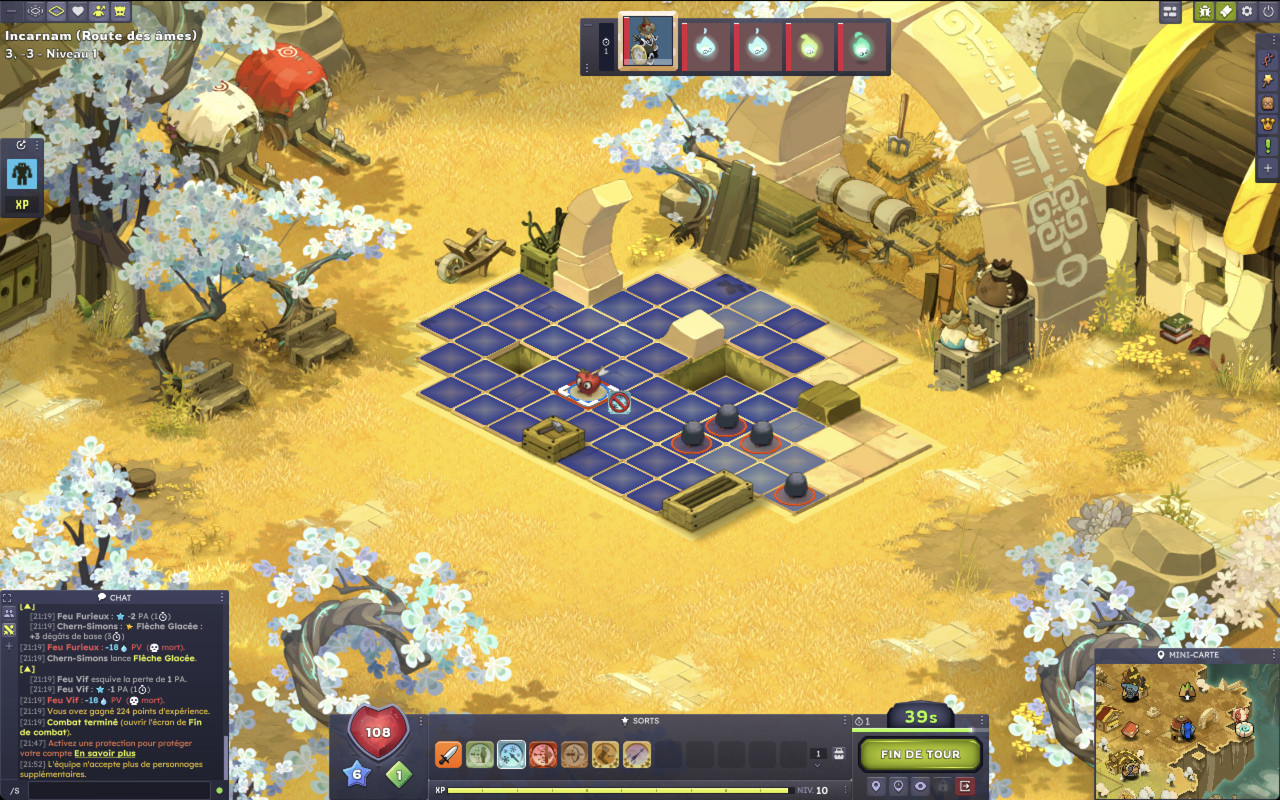 Incarnam (Route des âmes)
3, -3 - Niveau 1
1
XP
CHAT
[21:19] Feu Furieux : -2 PA (1)
[21:19] Chern-Simons : Flèche Glacée :
+3 dégâts de base (3)
[21:19] Feu Furieux : -18 PV (mort).
[21:19] Chern-Simons lance Flèche Glacée.
[21:19] Feu Vif esquive la perte de 1 PA.
[21:19] Feu Vif : -1 PA (1)
[21:19] Feu Vif : -18 PV (mort).
[21:19] Vous avez gagné 224 points d'expérience.
[21:19] Combat terminé (ouvrir l'écran de Fin
de combat).
[21:47] Activez une protection pour protéger
votre compte En savoir plus
[21:52] L'équipe n'accepte plus de personnages
supplémentaires.
/S
108
6
1
SORTS
1
XP
NIV. 10
1
39s
FIN DE TOUR
MINI-CARTE